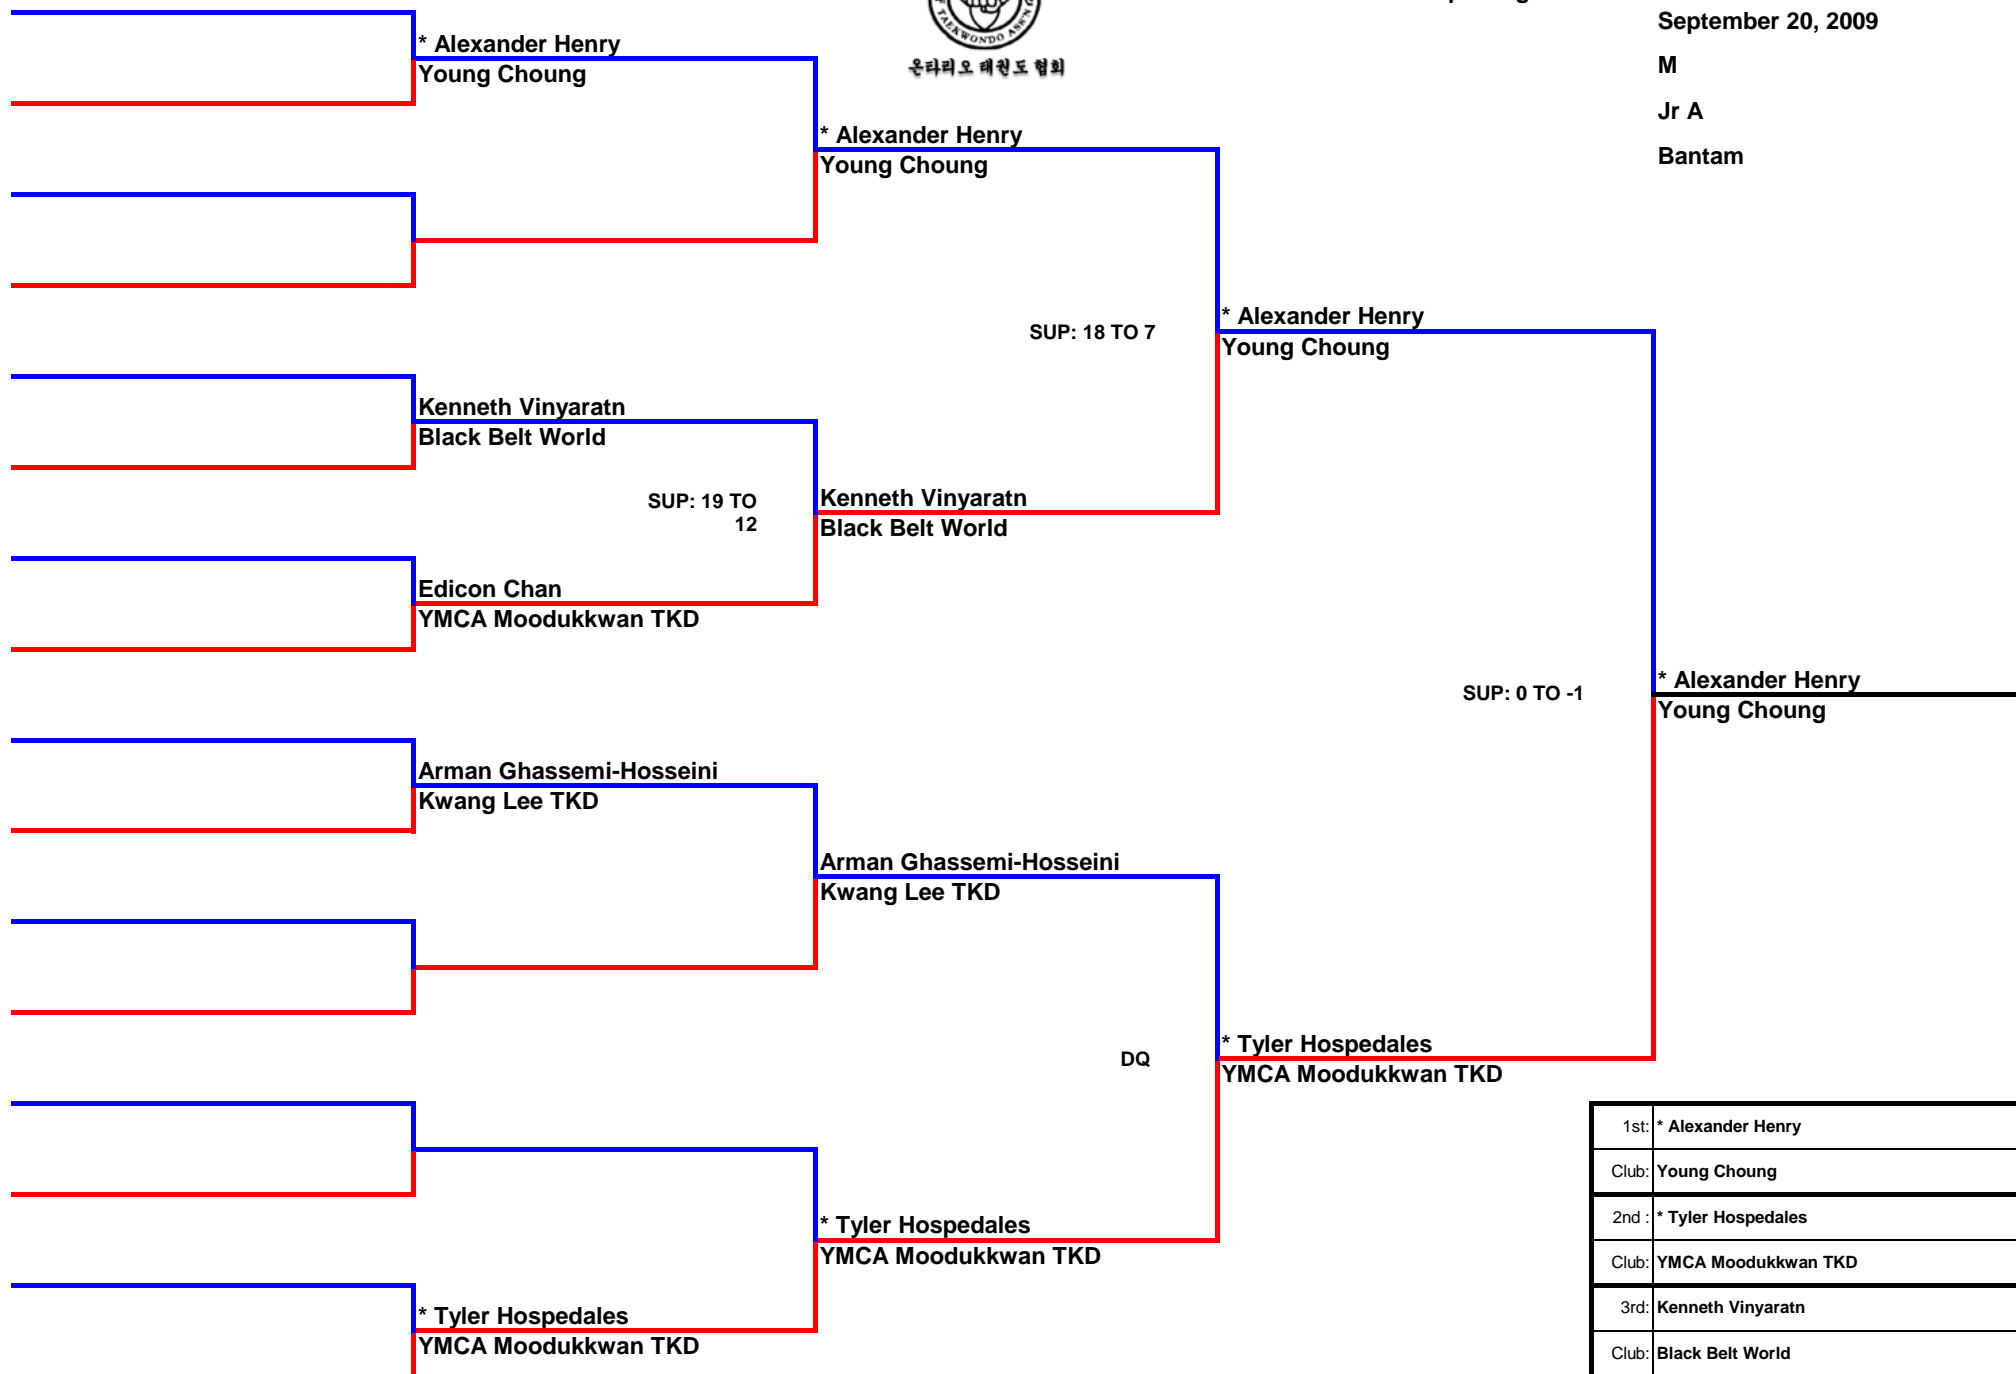 September 20, 2009
* Alexander Henry
Young Choung
TAEKWONDO ASS'N
온타리오 태권도 협회
M
Jr A
* Alexander Henry
Young Choung
Bantam
SUP: 18 TO 7
* Alexander Henry
Young Choung
Kenneth Vinyaratn
Black Belt World
SUP: 19 TO
12
Kenneth Vinyaratn
Black Belt World
Edicon Chan
YMCA Moodukkwan TKD
SUP: 0 TO -1
* Alexander Henry
Young Choung
Arman Ghassemi-Hosseini
Kwang Lee TKD
Arman Ghassemi-Hosseini
Kwang Lee TKD
DQ
* Tyler Hospedales
YMCA Moodukkwan TKD
1st: * Alexander Henry
Club: Young Choung
2nd : * Tyler Hospedales
Club: YMCA Moodukkwan TKD
* Tyler Hospedales
YMCA Moodukkwan TKD
3rd: Kenneth Vinyaratn
Club: Black Belt World
* Tyler Hospedales
YMCA Moodukkwan TKD